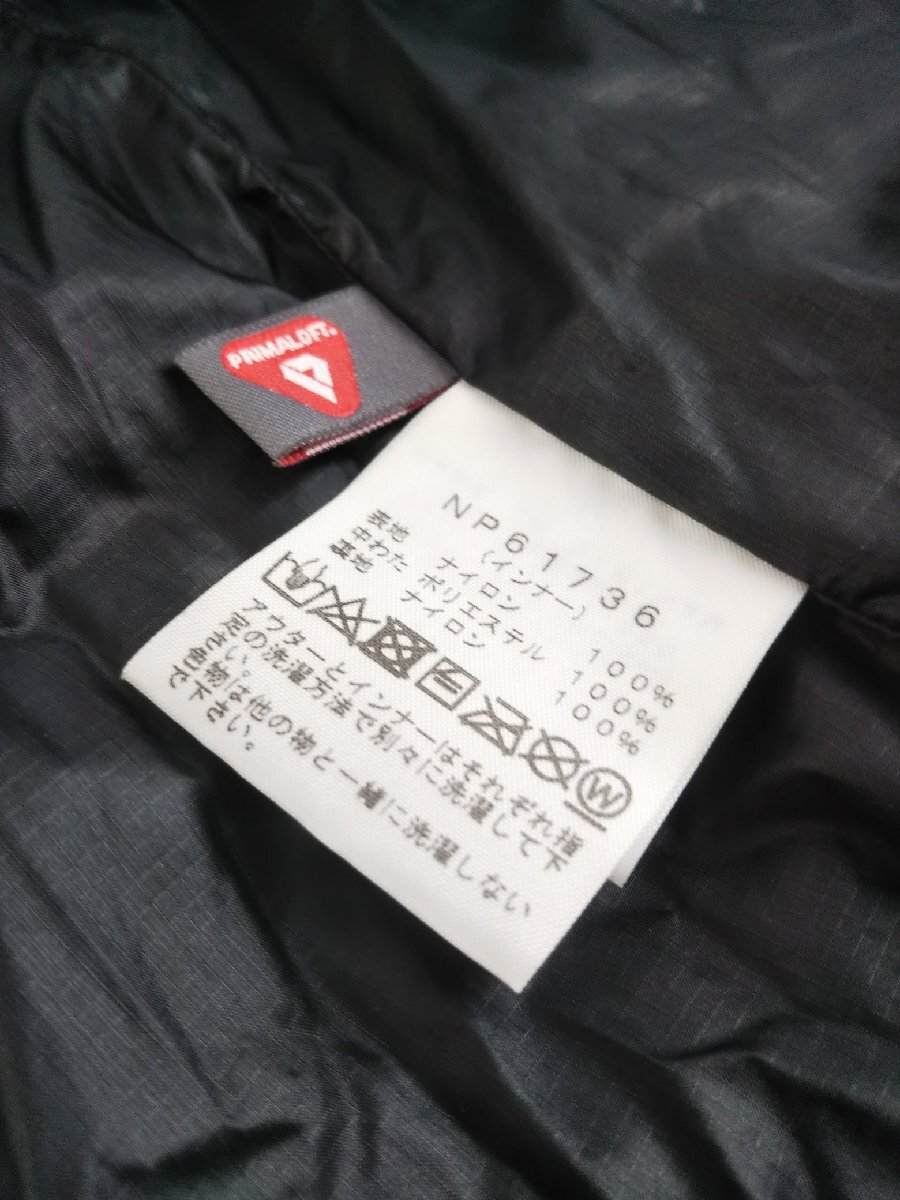 PRIMALOFT®
NP61736
(インナー)
表地 ナイロン 100%
中わた ポリエステル 100%
裏地 ナイロン 100%
W
アウターとインナーはそれぞれ指
定の洗濯方法で別々に洗濯して下
さい。
色物は他の物と一緒に洗濯しない
で下さい。